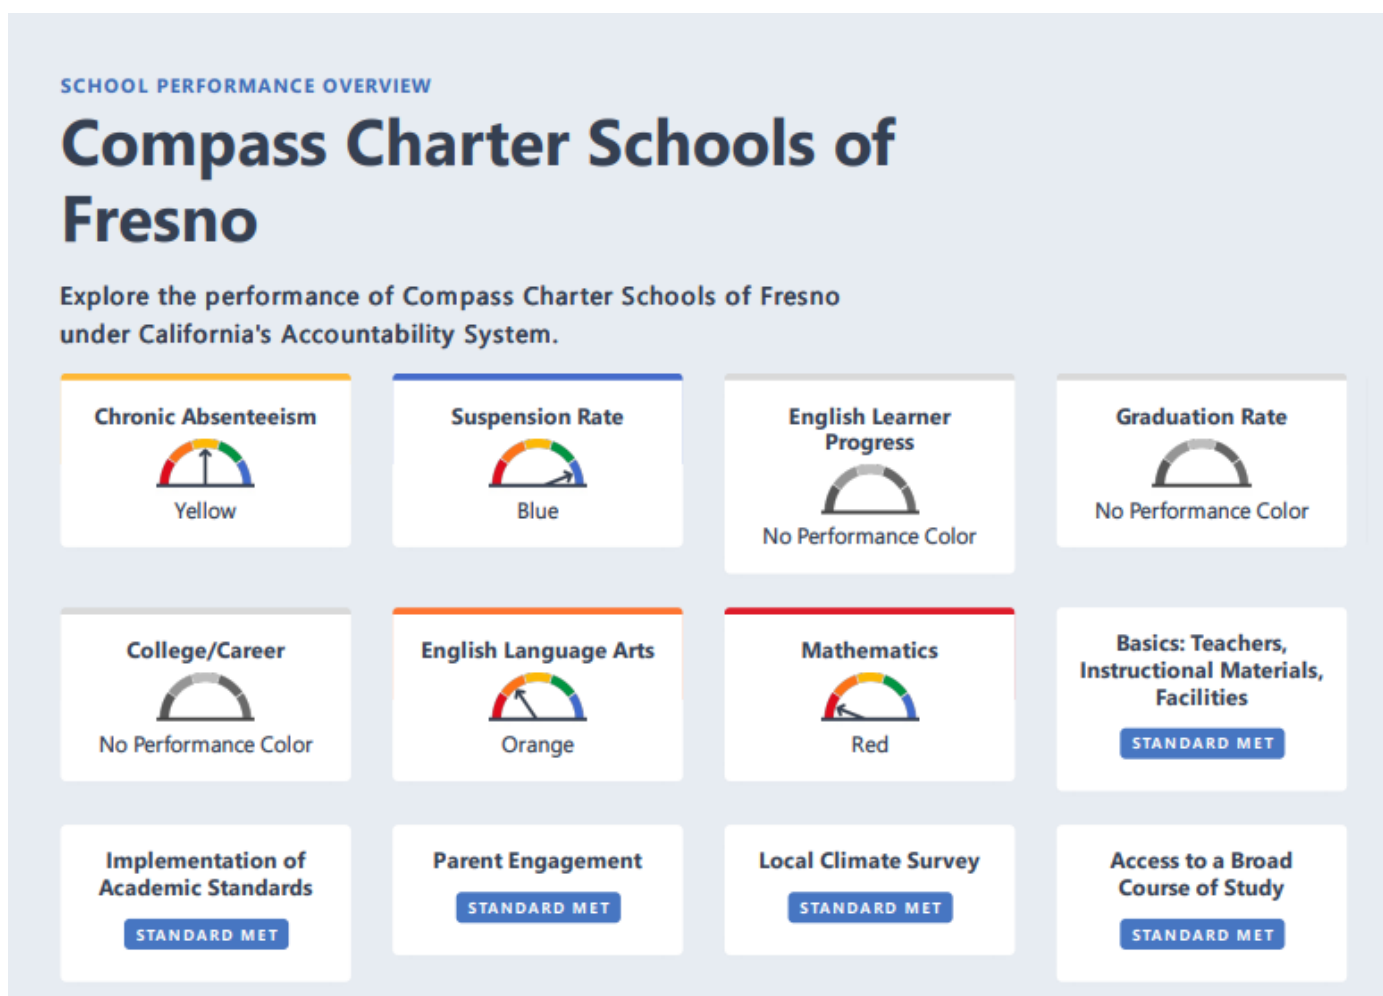 SCHOOL PERFORMANCE OVERVIEW
Compass Charter Schools of
Fresno
Explore the performance of Compass Charter Schools of Fresno
under California's Accountability System.
Chronic Absenteeism
Yellow
Suspension Rate
Blue
English Learner
Progress
No Performance Color
Graduation Rate
No Performance Color
College/Career
No Performance Color
English Language Arts
Orange
Mathematics
Red
Basics: Teachers,
Instructional Materials,
Facilities
STANDARD MET
Implementation of
Academic Standards
STANDARD MET
Parent Engagement
STANDARD MET
Local Climate Survey
STANDARD MET
Access to a Broad
Course of Study
STANDARD MET